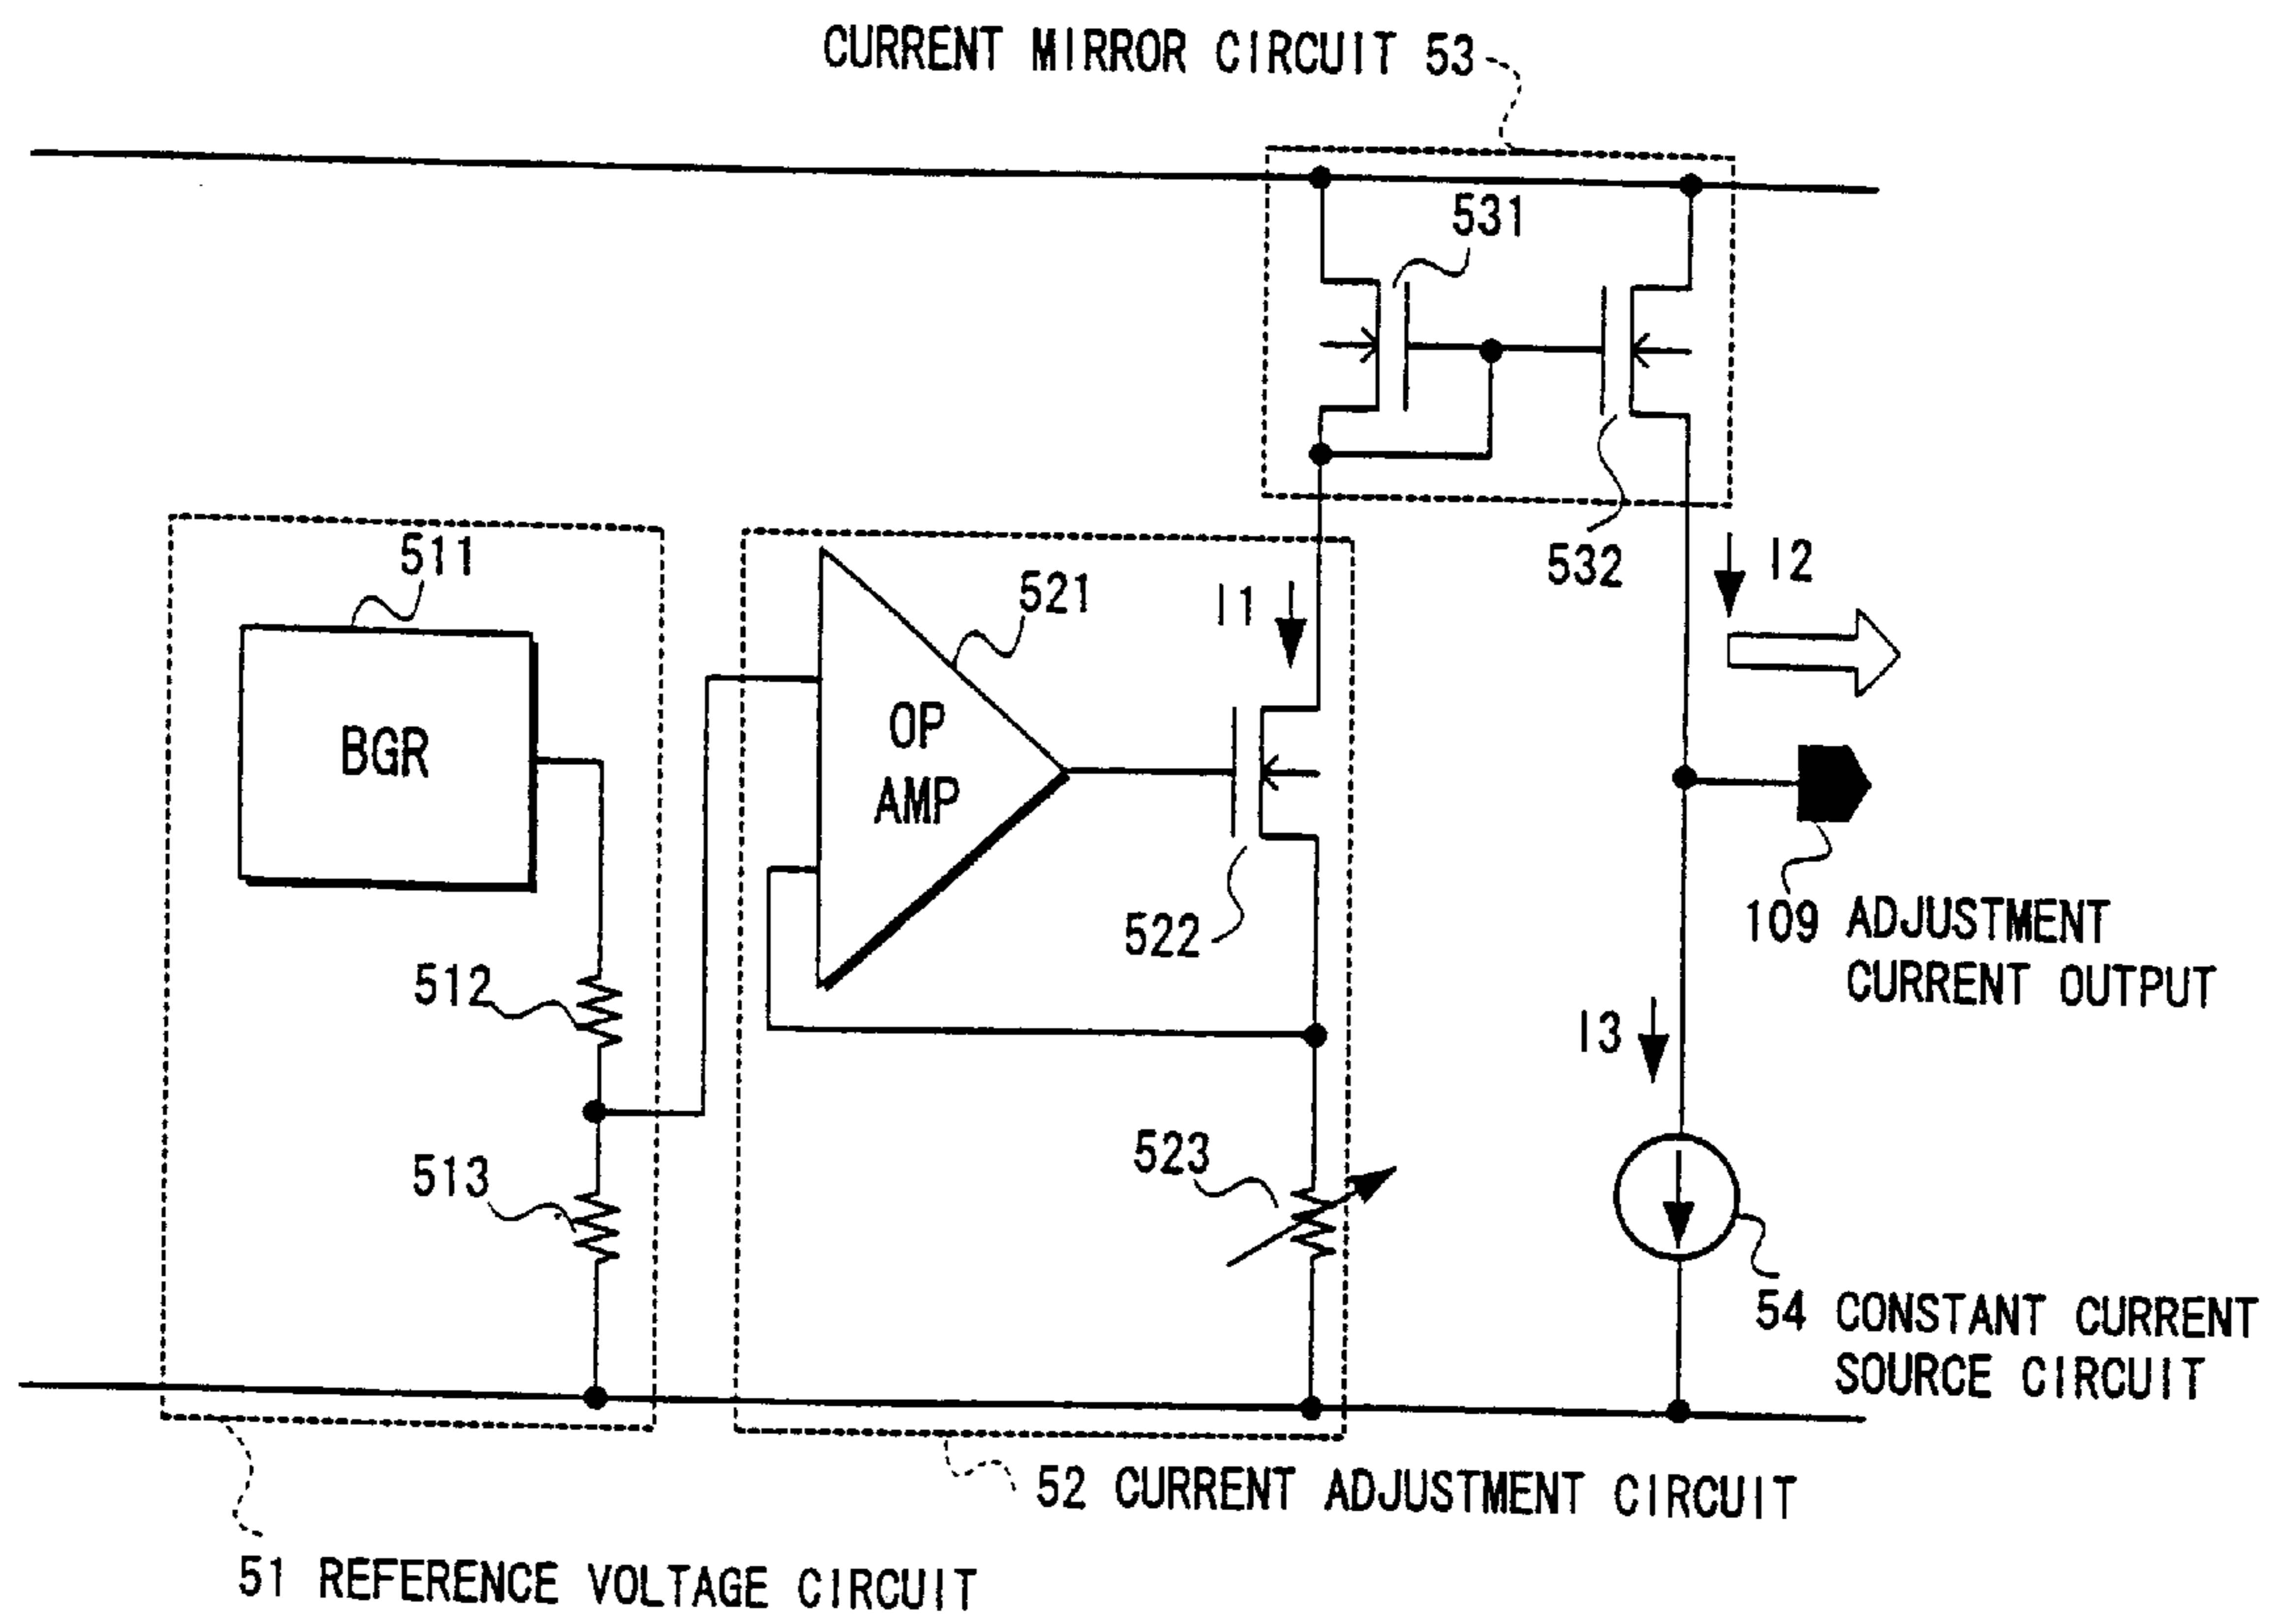 CURRENT MIRROR CIRCUIT 53
531
532
I2
511
BGR
521
OP
AMP
I1
522
109 ADJUSTMENT
CURRENT OUTPUT
512
I3
513
523
54 CONSTANT CURRENT
SOURCE CIRCUIT
52 CURRENT ADJUSTMENT CIRCUIT
51 REFERENCE VOLTAGE CIRCUIT